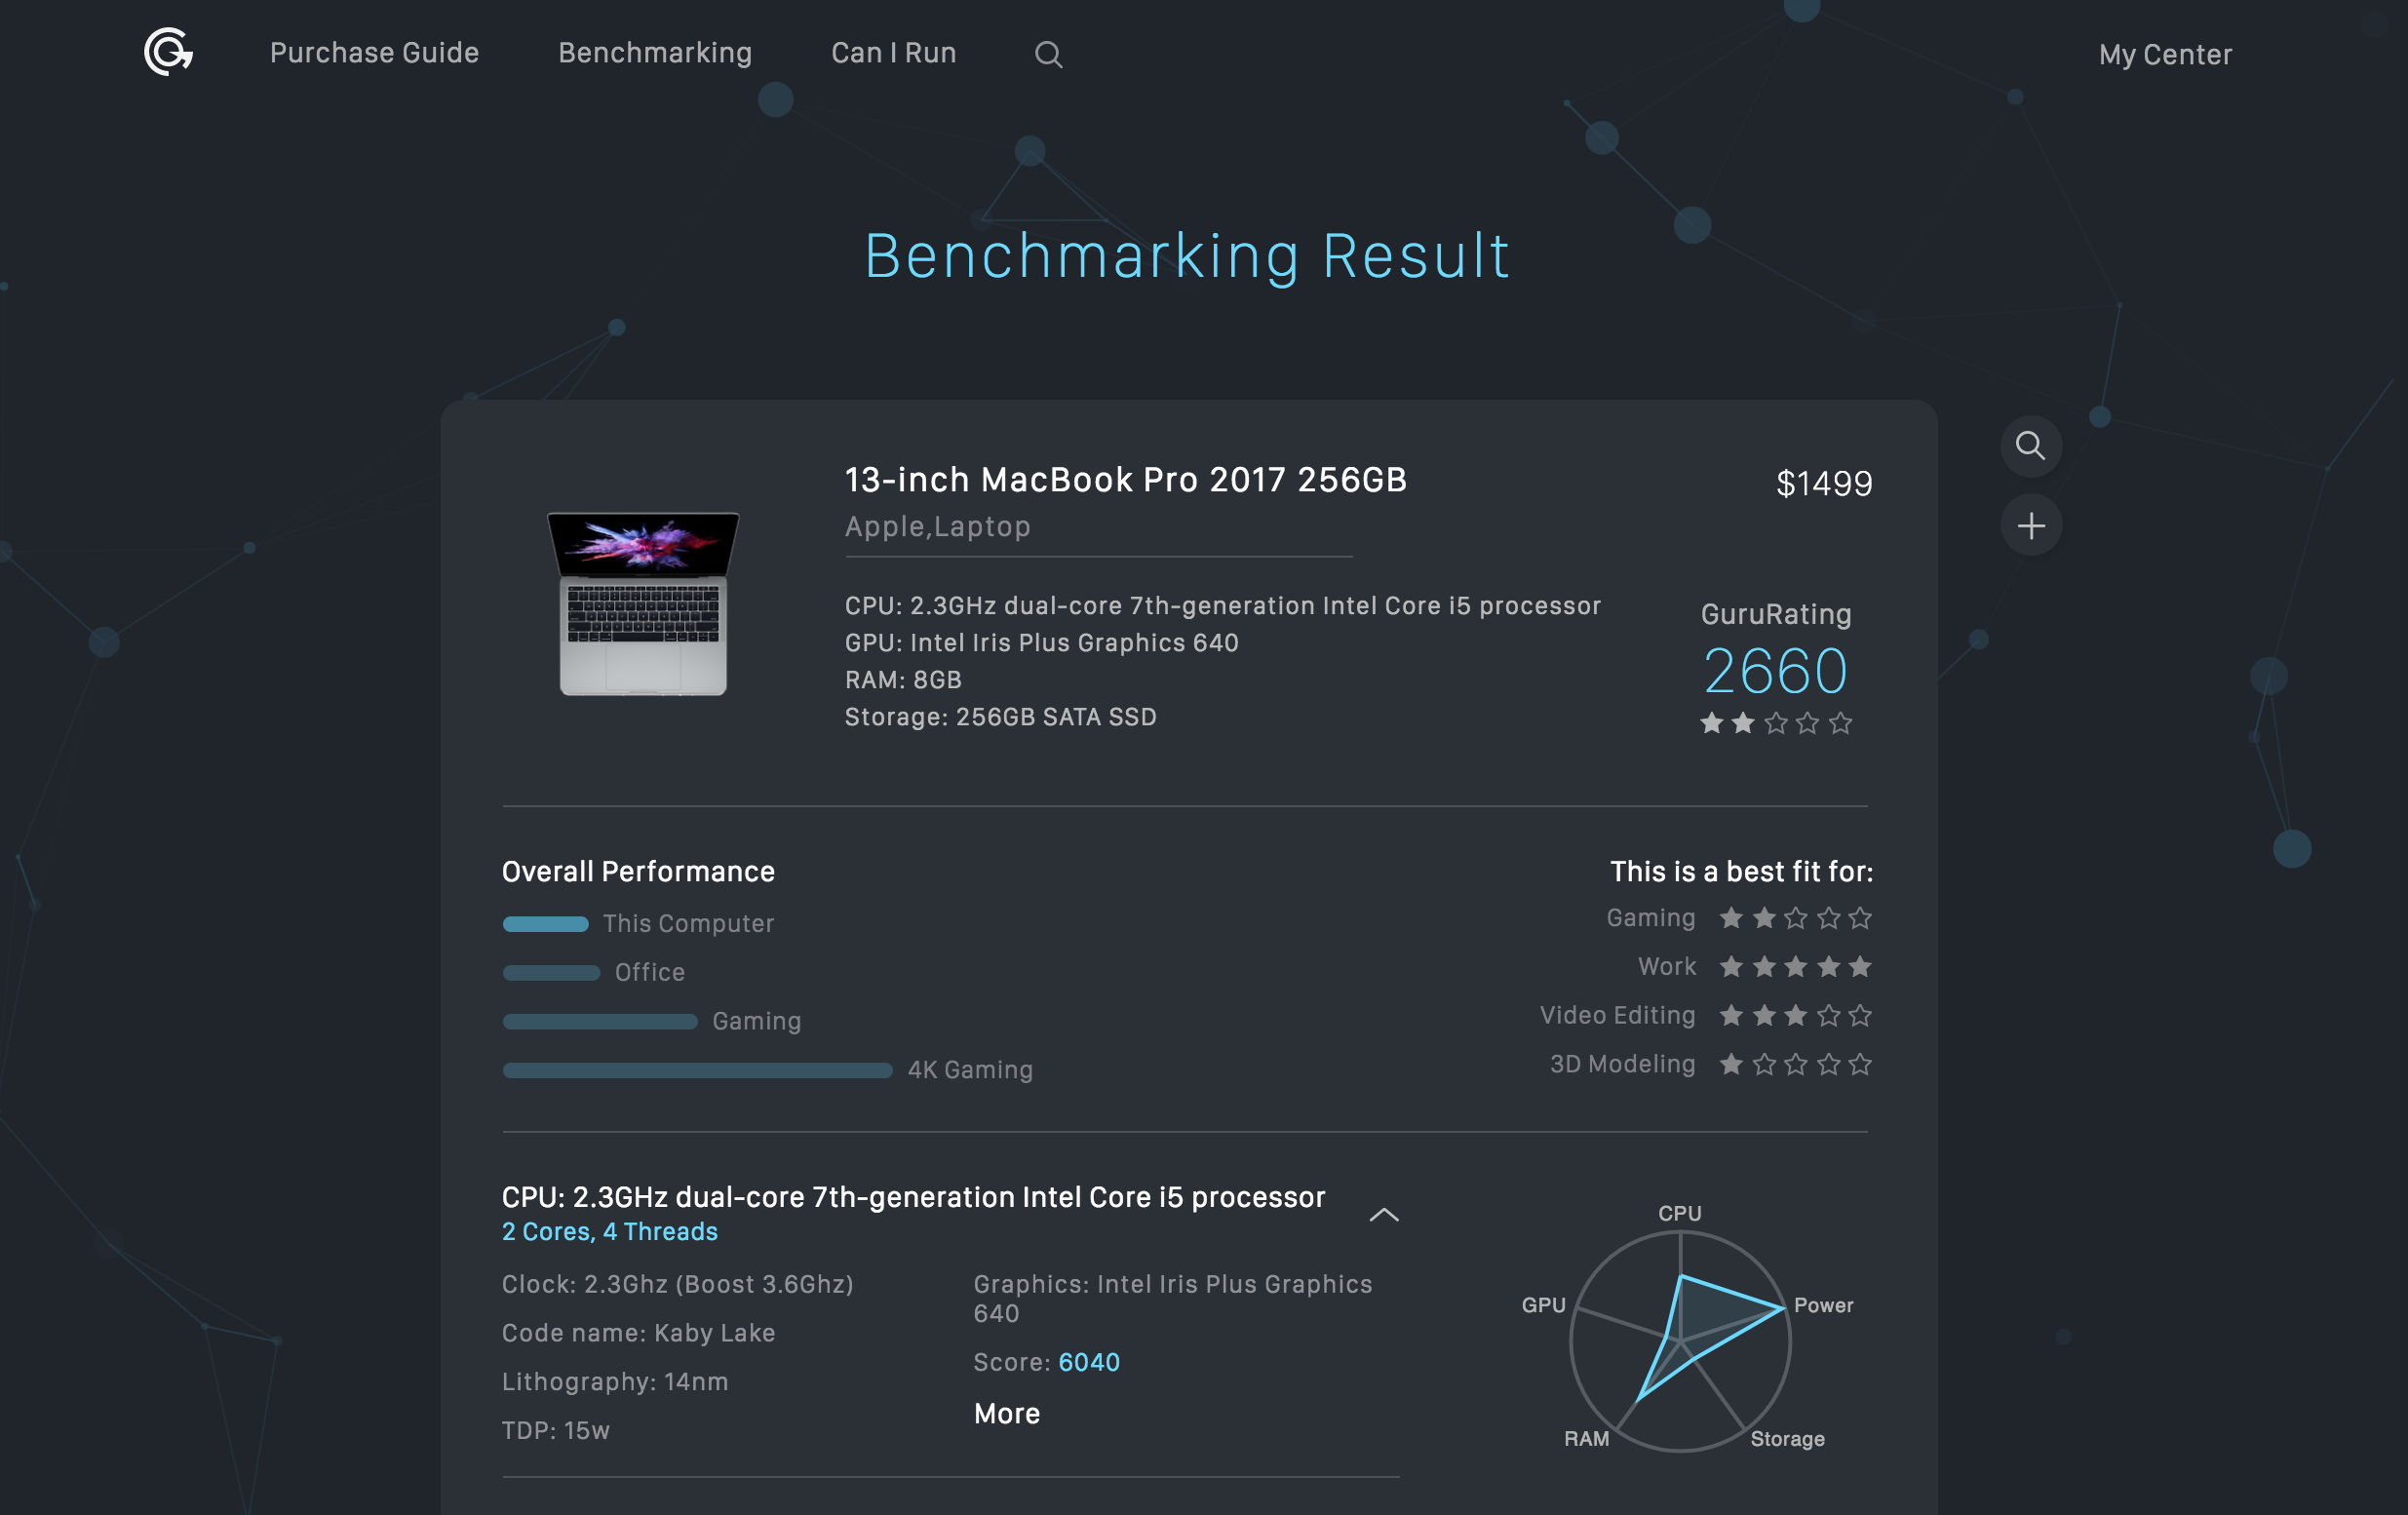 Purchase Guide
Benchmarking
Can I Run
My Center
Benchmarking Result
13-inch MacBook Pro 2017 256GB
$1499
Apple,Laptop
CPU: 2.3GHz dual-core 7th-generation Intel Core i5 processor
GPU: Intel Iris Plus Graphics 640
RAM: 8GB
Storage: 256GB SATA SSD
GuruRating
2660
Overall Performance
This Computer
Office
Gaming
4K Gaming
This is a best fit for:
Gaming
Work
Video Editing
3D Modeling
CPU: 2.3GHz dual-core 7th-generation Intel Core i5 processor
2 Cores, 4 Threads
Clock: 2.3Ghz (Boost 3.6Ghz)
Code name: Kaby Lake
Lithography: 14nm
TDP: 15w
Graphics: Intel Iris Plus Graphics
640
Score: 6040
More
CPU
Power
Storage
RAM
GPU